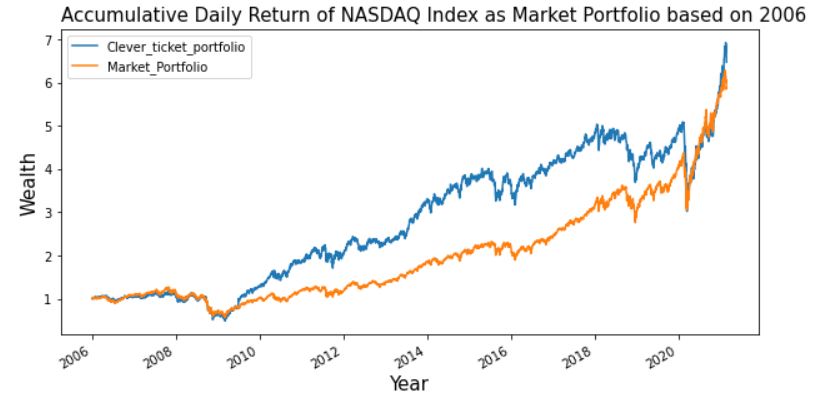 Accumulative Daily Return of NASDAQ Index as Market Portfolio based on 2006
Clever_ticket_portfolio
Market_Portfolio
7
6
5
4
3
2
1
Wealth
2006 2008 2010 2012 2014 2016 2018 2020
Year